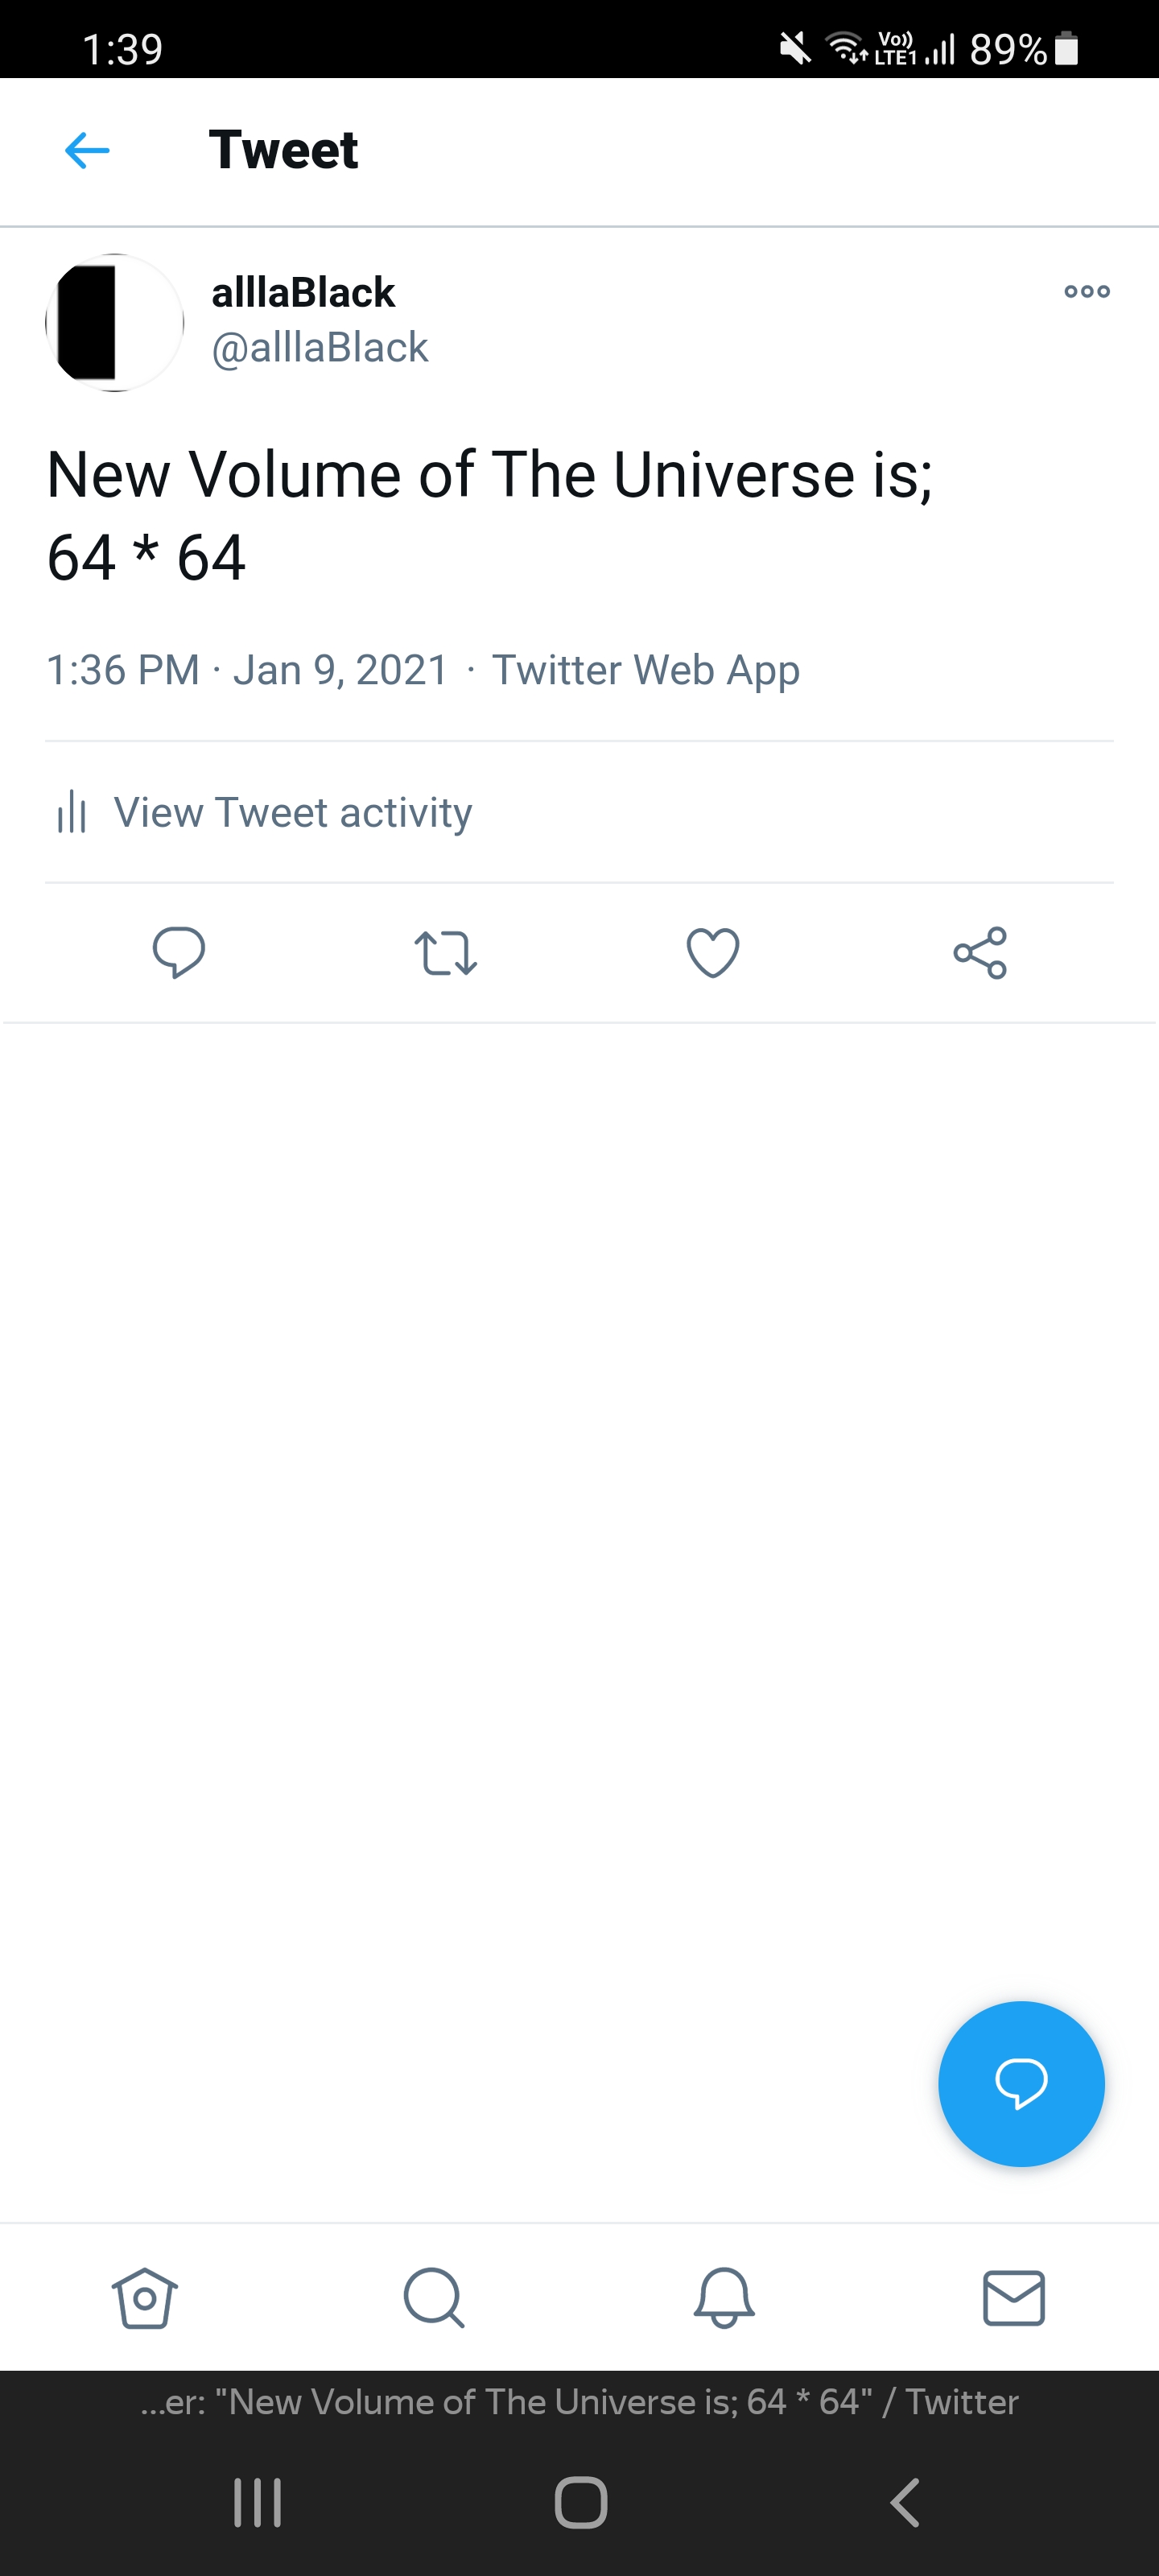 1:39 Vo)) LTE1 89%
Tweet
alllaBlack
@alllaBlack
New Volume of The Universe is;
64 * 64
1:36 PM · Jan 9, 2021 · Twitter Web App
View Tweet activity
...er: "New Volume of The Universe is; 64 * 64" / Twitter